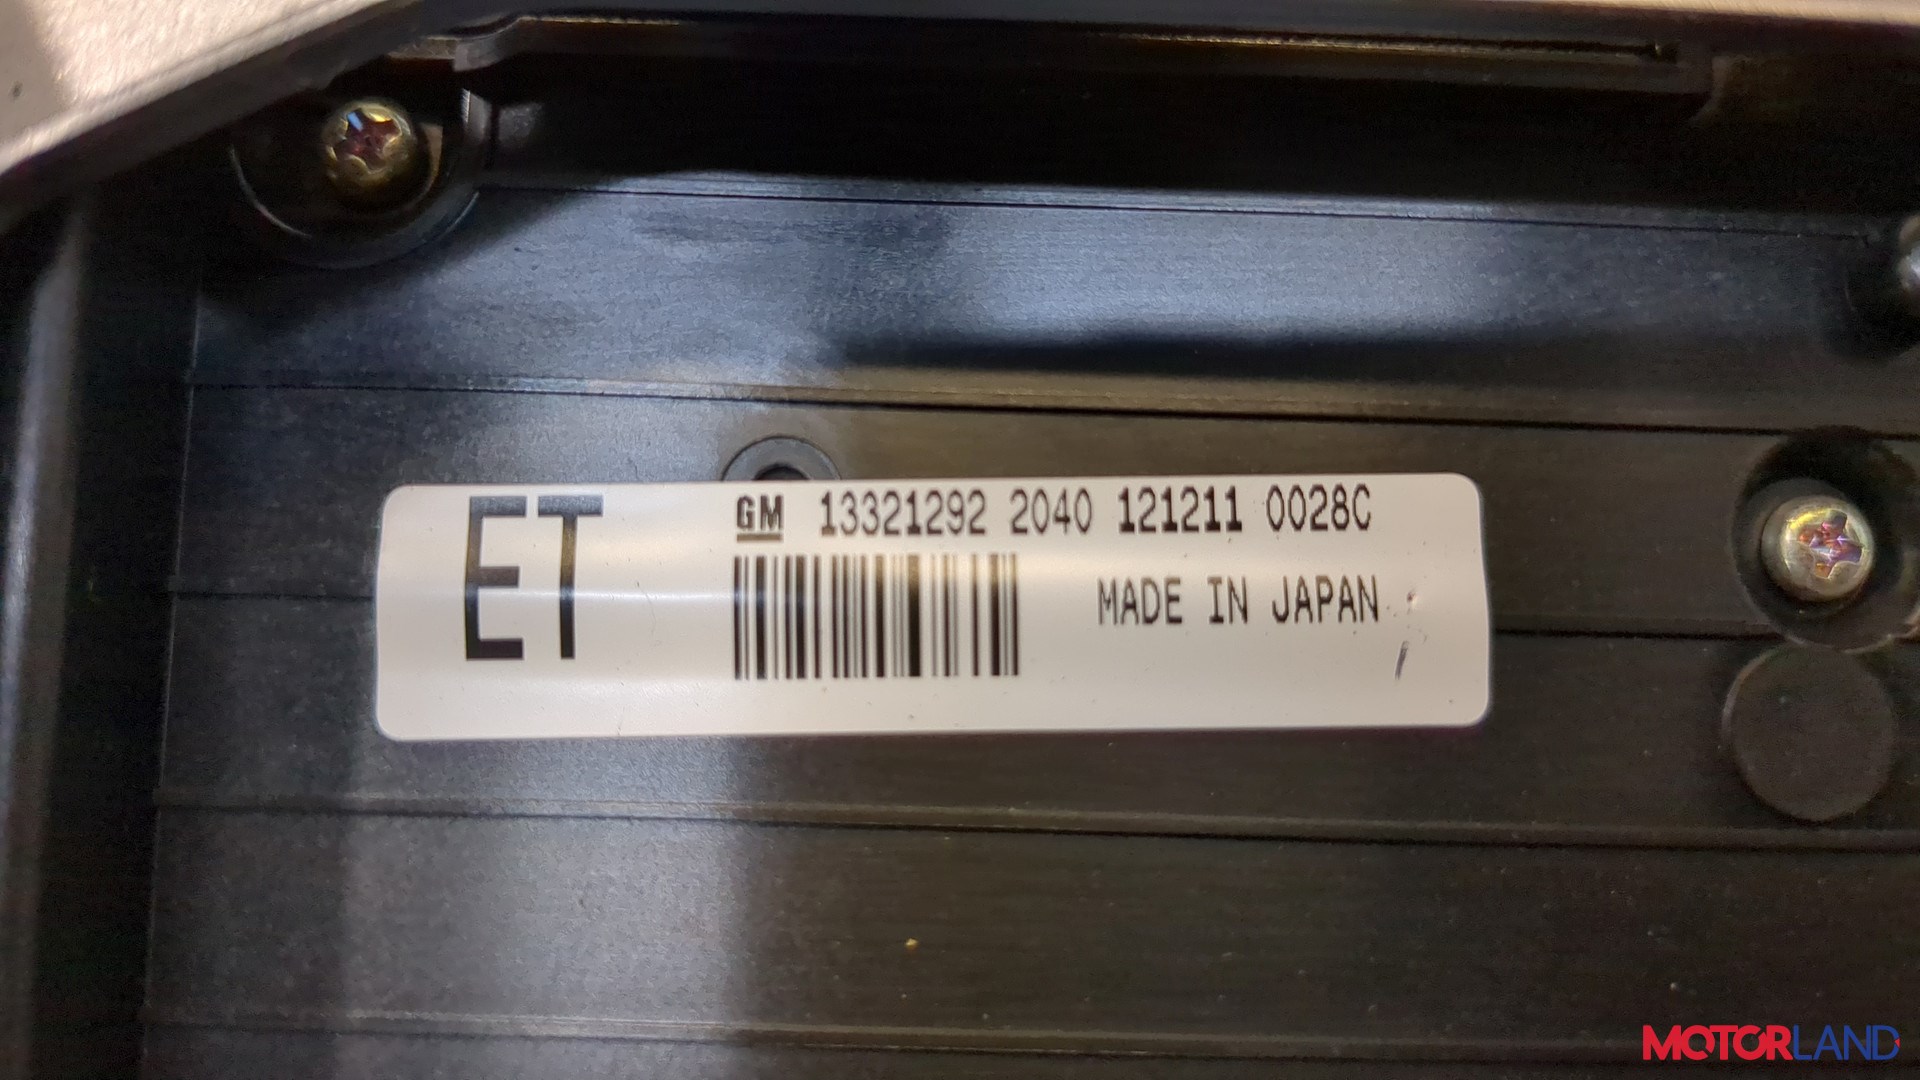 ET
GM 13321292 2040 121211 0028C
MADE IN JAPAN
MOTORLAND